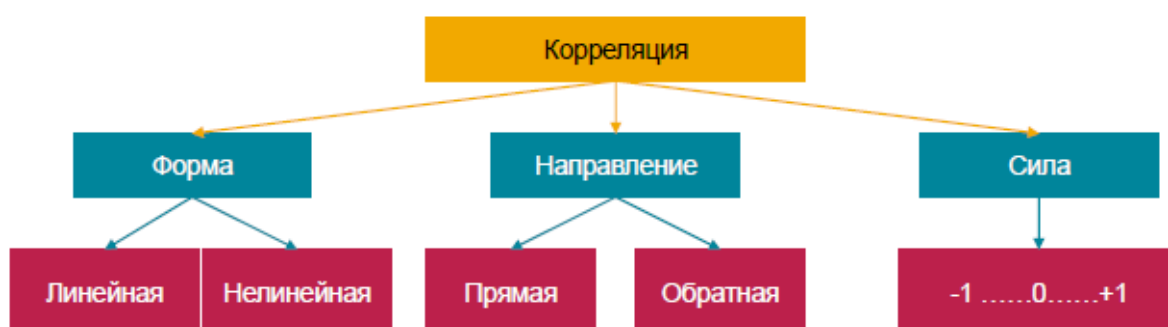 Корреляция
Форма
Направление
Сила
Линейная
Нелинейная
Прямая
Обратная
-1 ......0......+1